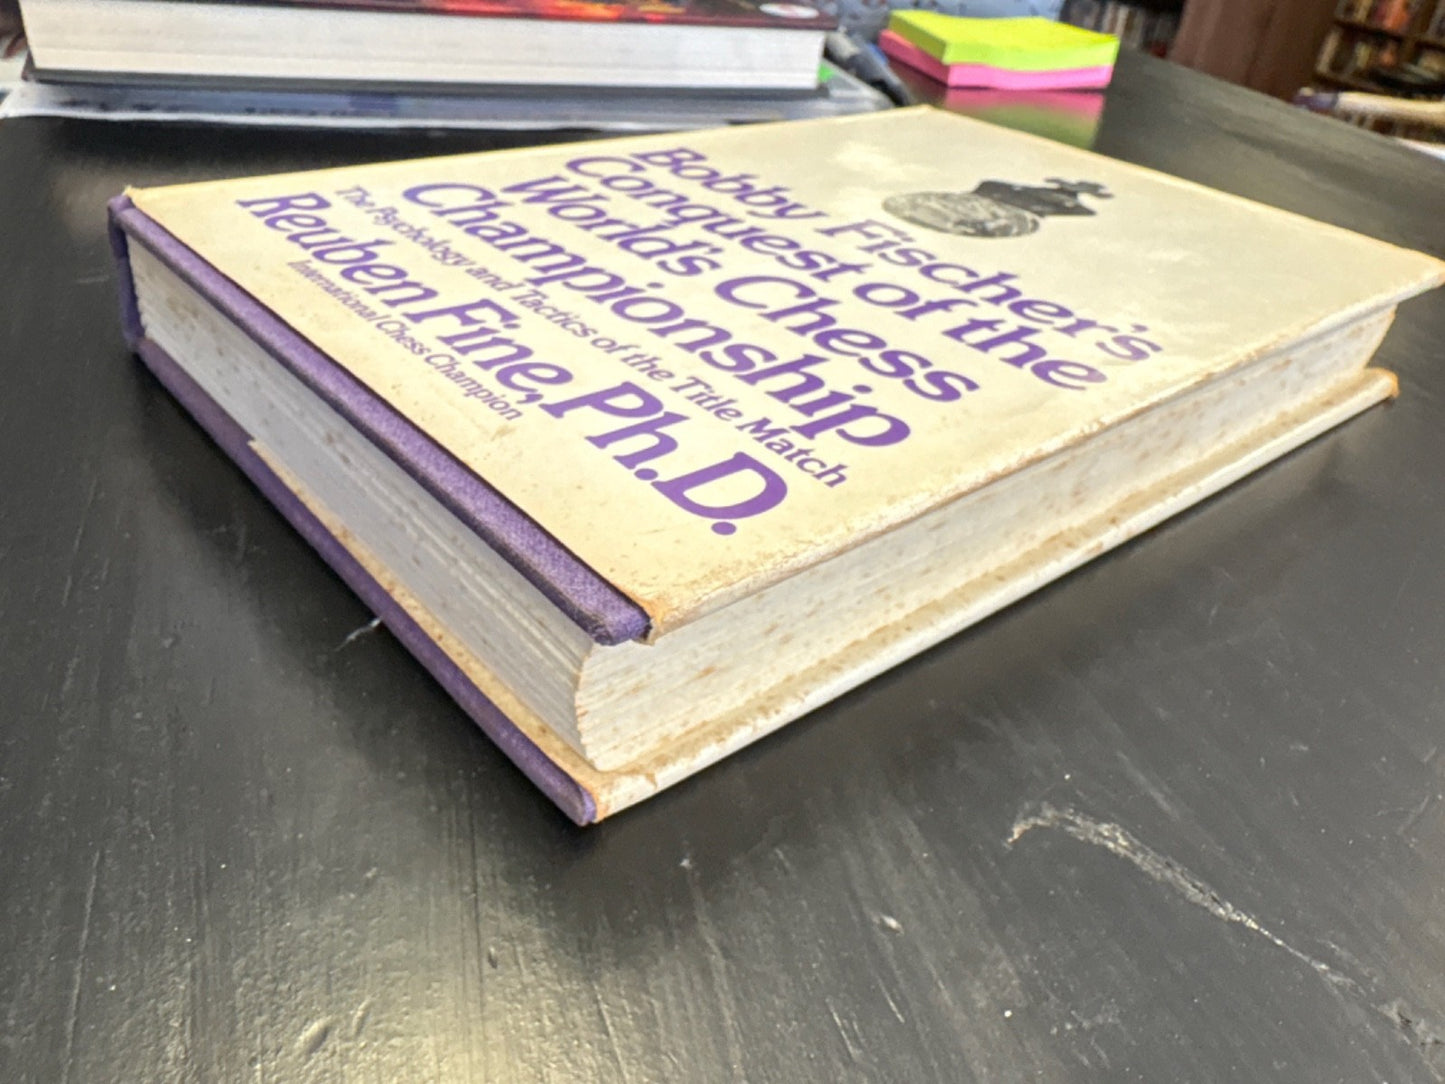 Bobby Fischer's
Conquest of the
World's Chess
Championship
The Psychology and Tactics of the Title Match
Reuben Fine, Ph.D.
International Chess Champion